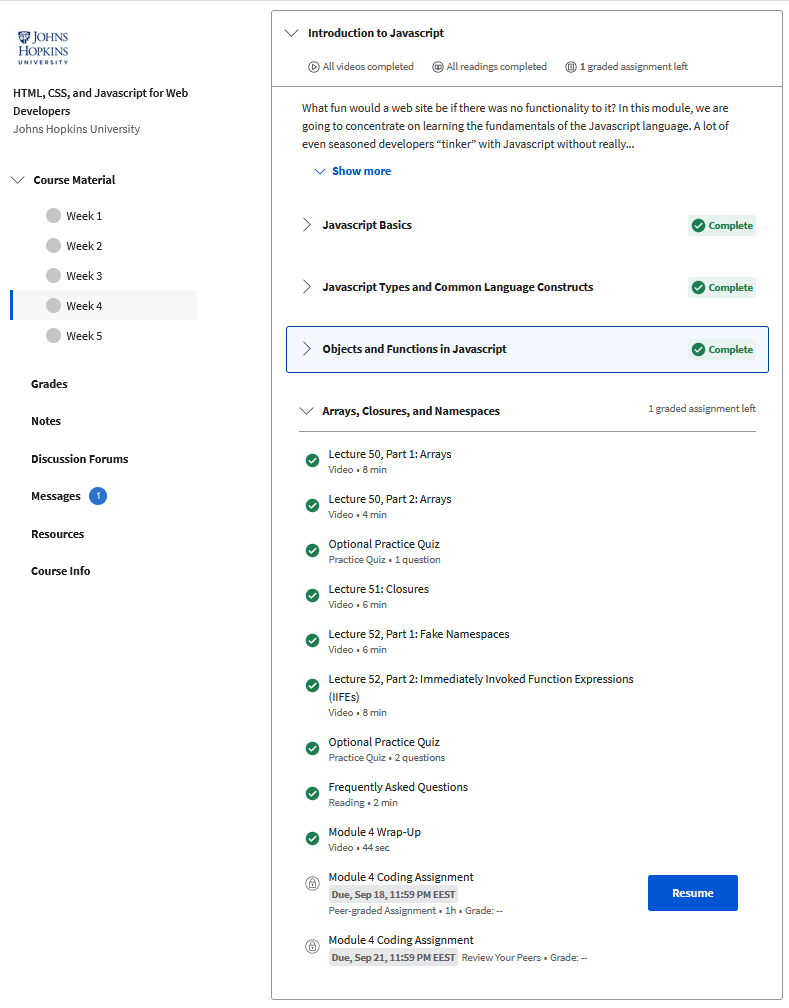 JOHNS
HOPKINS
UNIVERSITY
HTML, CSS, and Javascript for Web
Developers
Johns Hopkins University
Course Material
Week 1
Week 2
Week 3
Week 4
Week 5
Grades
Notes
Discussion Forums
Messages 1
Resources
Course Info
Introduction to Javascript
All videos completed All readings completed 1 graded assignment left
What fun would a web site be if there was no functionality to it? In this module, we are
going to concentrate on learning the fundamentals of the Javascript language. A lot of
even seasoned developers “tinker” with Javascript without really...
Show more
Javascript Basics Complete
Javascript Types and Common Language Constructs Complete
Objects and Functions in Javascript Complete
Arrays, Closures, and Namespaces 1 graded assignment left
Lecture 50, Part 1: Arrays
Video • 8 min
Lecture 50, Part 2: Arrays
Video • 4 min
Optional Practice Quiz
Practice Quiz • 1 question
Lecture 51: Closures
Video • 6 min
Lecture 52, Part 1: Fake Namespaces
Video • 6 min
Lecture 52, Part 2: Immediately Invoked Function Expressions
(IIFEs)
Video • 8 min
Optional Practice Quiz
Practice Quiz • 2 questions
Frequently Asked Questions
Reading • 2 min
Module 4 Wrap-Up
Video • 44 sec
Module 4 Coding Assignment
Due, Sep 18, 11:59 PM EEST
Peer-graded Assignment • 1h • Grade: --
Resume
Module 4 Coding Assignment
Due, Sep 21, 11:59 PM EEST Review Your Peers • Grade: --